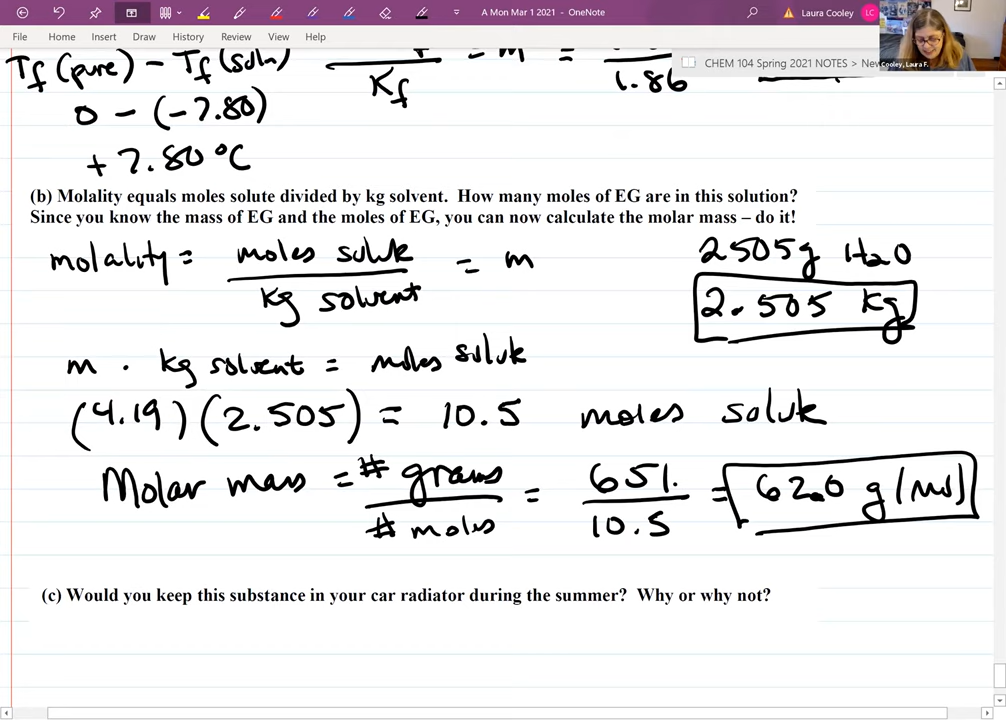 A Mon Mar 1 2021 - OneNote
Laura Cooley LC
File Home Insert Draw History Review View Help
CHEM 104 Spring 2021 NOTES > New
Cooley, Laura F.
Tf (pure) - Tf (soln)
Kf = m =
1.86
0 - (-7.80)
+7.80 °C
(b) Molality equals moles solute divided by kg solvent. How many moles of EG are in this solution?
Since you know the mass of EG and the moles of EG, you can now calculate the molar mass – do it!
molality = moles solute / kg solvent = m
2505g H2O
2.505 kg
m · kg solvent = moles solute
(4.19)(2.505) = 10.5 moles solute
Molar mass = # grams / # moles = 651. / 10.5 = 62.0 g/mol
(c) Would you keep this substance in your car radiator during the summer? Why or why not?